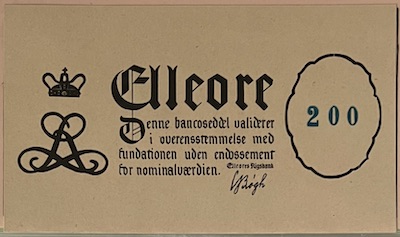 Elleore
Denne bancoseddel validerer
i overensstemmelse med
fundationen uden endossement
for nominalværdien.
Elleores Rigsbank
200